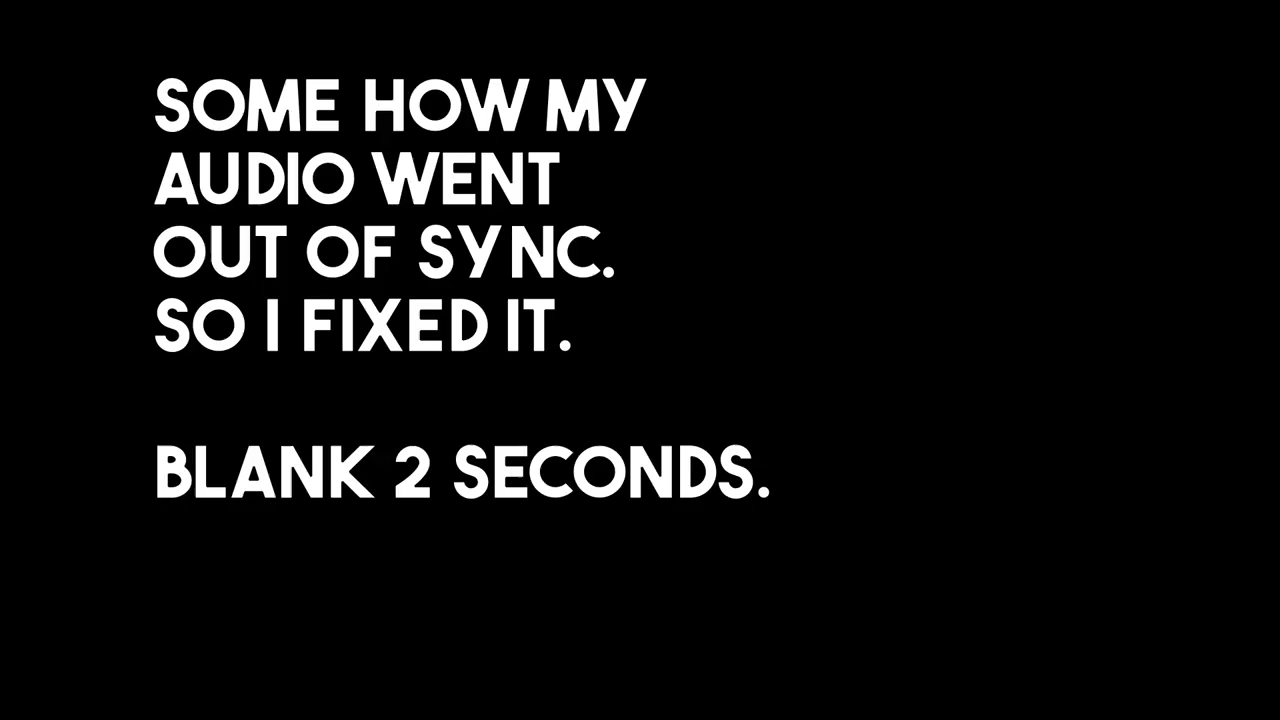 SOME HOW MY
AUDIO WENT
OUT OF SYNC.
SO I FIXED IT.
BLANK 2 SECONDS.